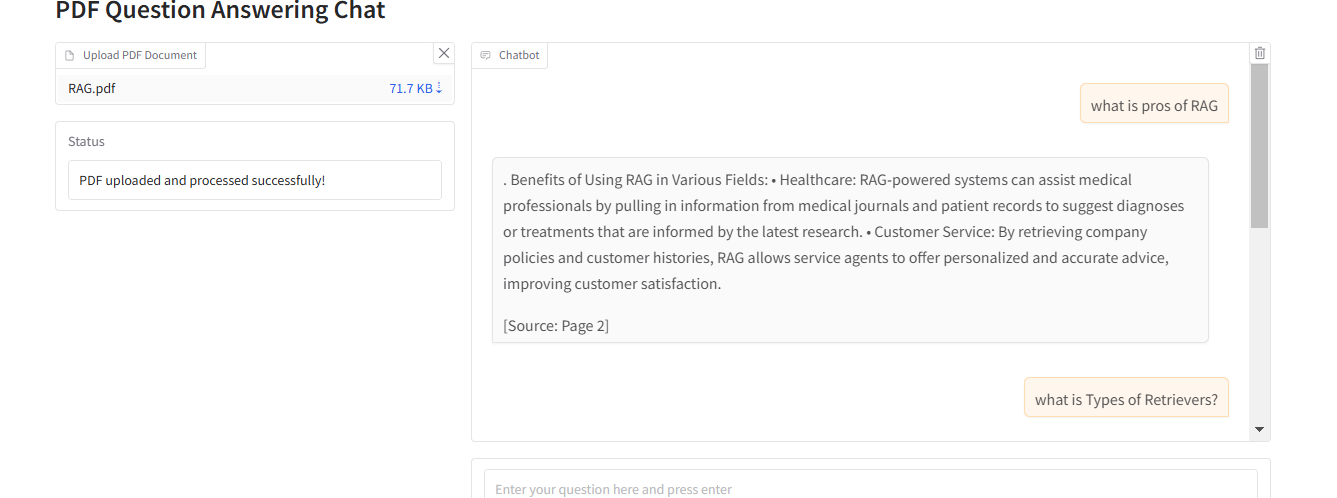 PDF Question Answering Chat
Upload PDF Document
RAG.pdf
71.7 KB ⇣
Status
PDF uploaded and processed successfully!
Chatbot
what is pros of RAG
. Benefits of Using RAG in Various Fields: • Healthcare: RAG-powered systems can assist medical
professionals by pulling in information from medical journals and patient records to suggest diagnoses
or treatments that are informed by the latest research. • Customer Service: By retrieving company
policies and customer histories, RAG allows service agents to offer personalized and accurate advice,
improving customer satisfaction.
[Source: Page 2]
what is Types of Retrievers?
Enter your question here and press enter